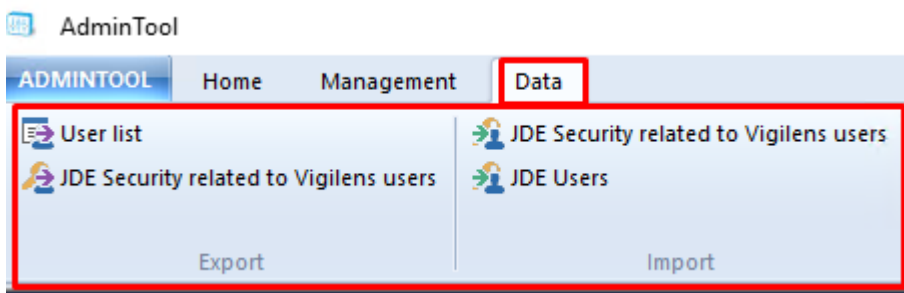 AdminTool
ADMINTOOL Home Management Data
User list
JDE Security related to Vigilens users
Export
JDE Security related to Vigilens users
JDE Users
Import